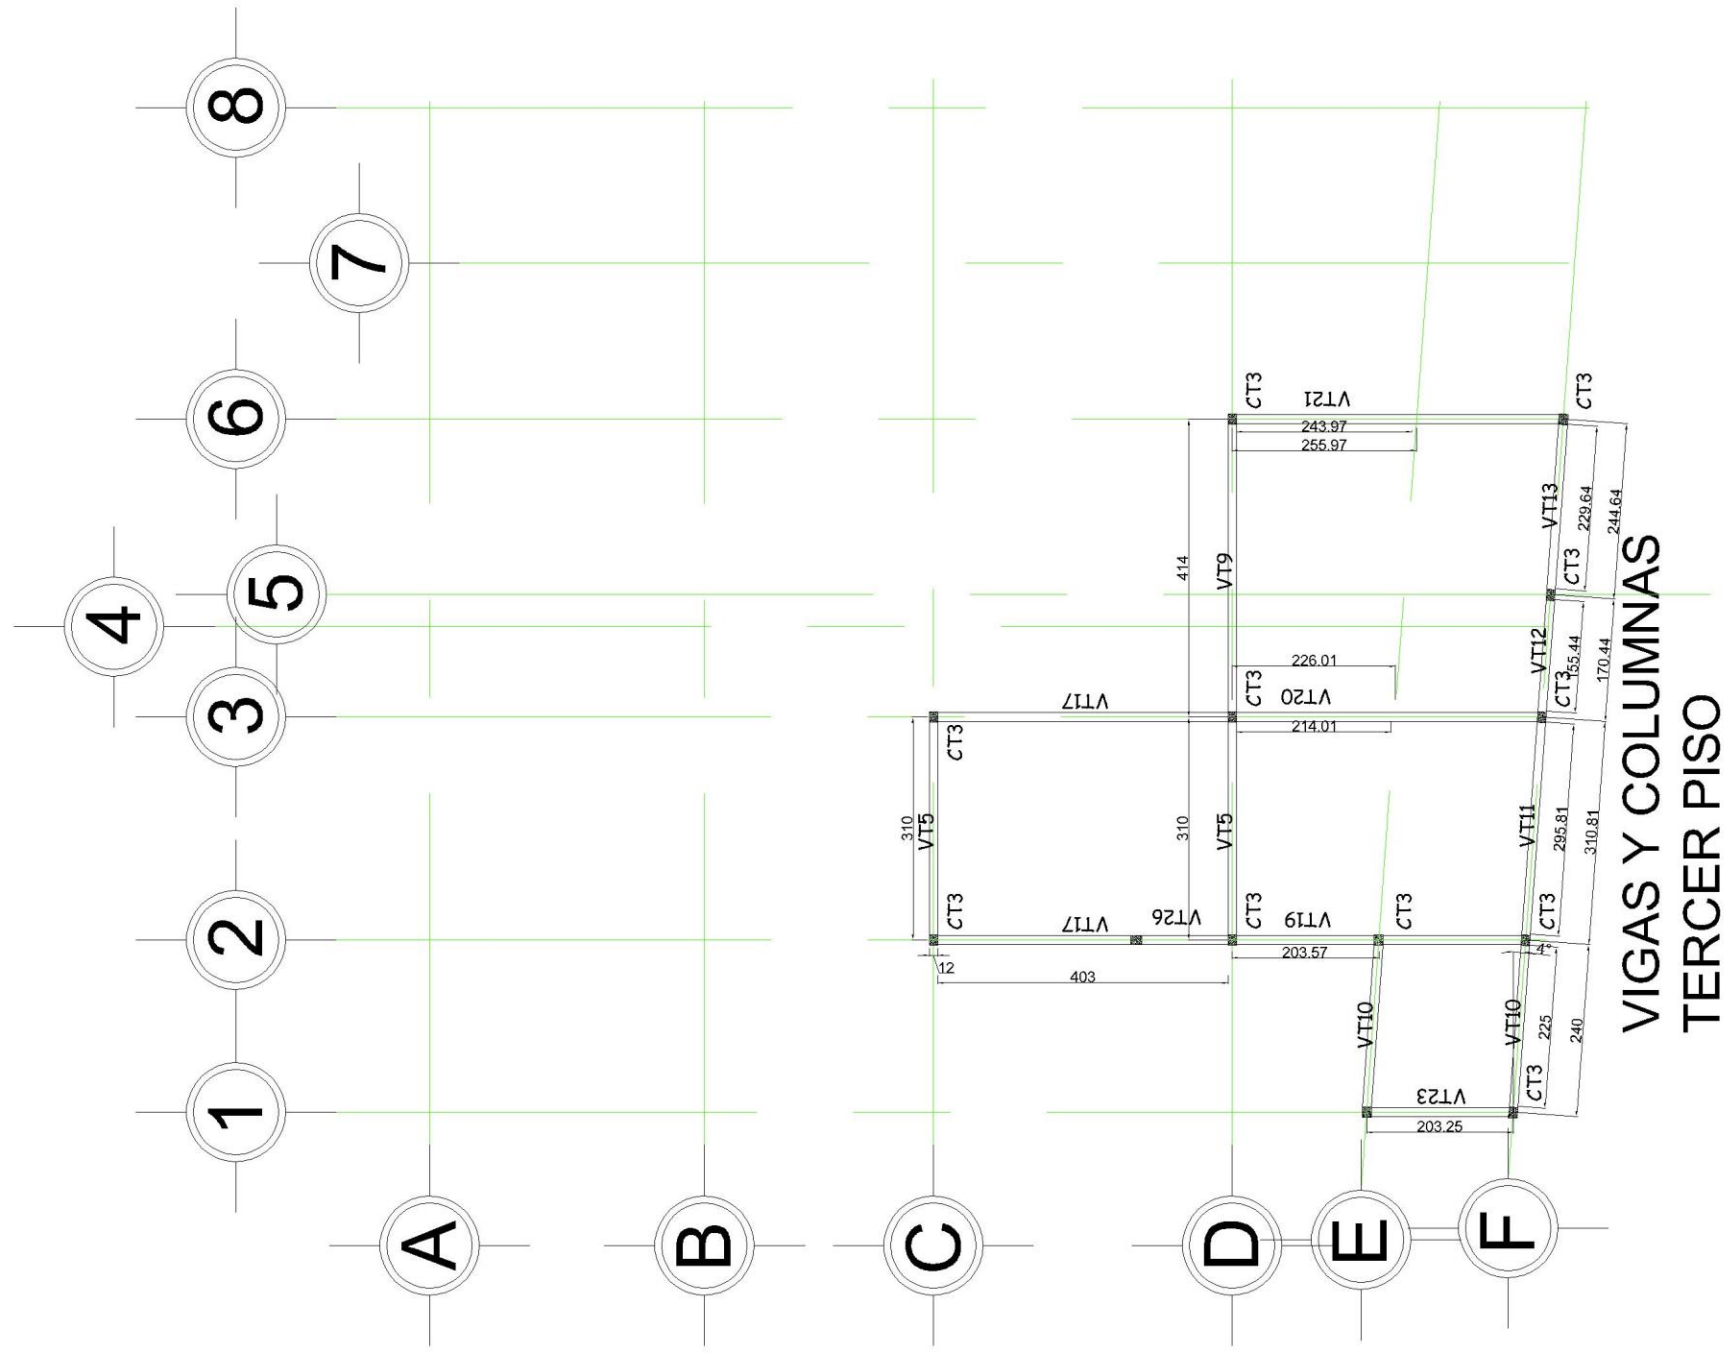 8
7
6
5
4
3
2
1
A
B
C
D
E
F
CT3
VT21
CT3
243.97
255.97
VT13
229.64
244.64
VT9
414
CT3
VT12
155.44
170.44
226.01
CT3
VT20
CT3
VT17
214.01
CT3
310
VT5
310
VT5
VT11
295.81
310.81
CT3
VT17
VT26
CT3
VT19
CT3
CT3
12
403
203.57
4°
VT10
VT10
225
240
CT3
VT23
203.25
VIGAS Y COLUMNAS
TERCER PISO